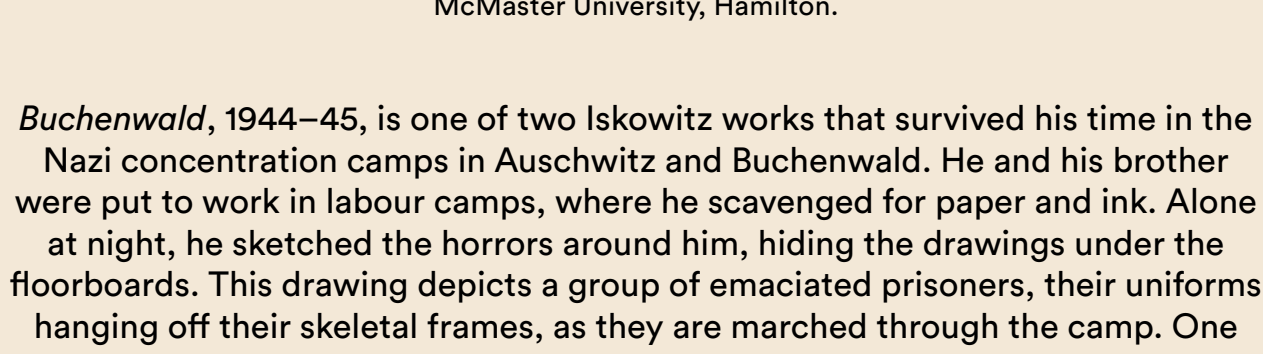 McMaster University, Hamilton.
Buchenwald, 1944–45, is one of two Iskowitz works that survived his time in the
Nazi concentration camps in Auschwitz and Buchenwald. He and his brother
were put to work in labour camps, where he scavenged for paper and ink. Alone
at night, he sketched the horrors around him, hiding the drawings under the
floorboards. This drawing depicts a group of emaciated prisoners, their uniforms
hanging off their skeletal frames, as they are marched through the camp. One